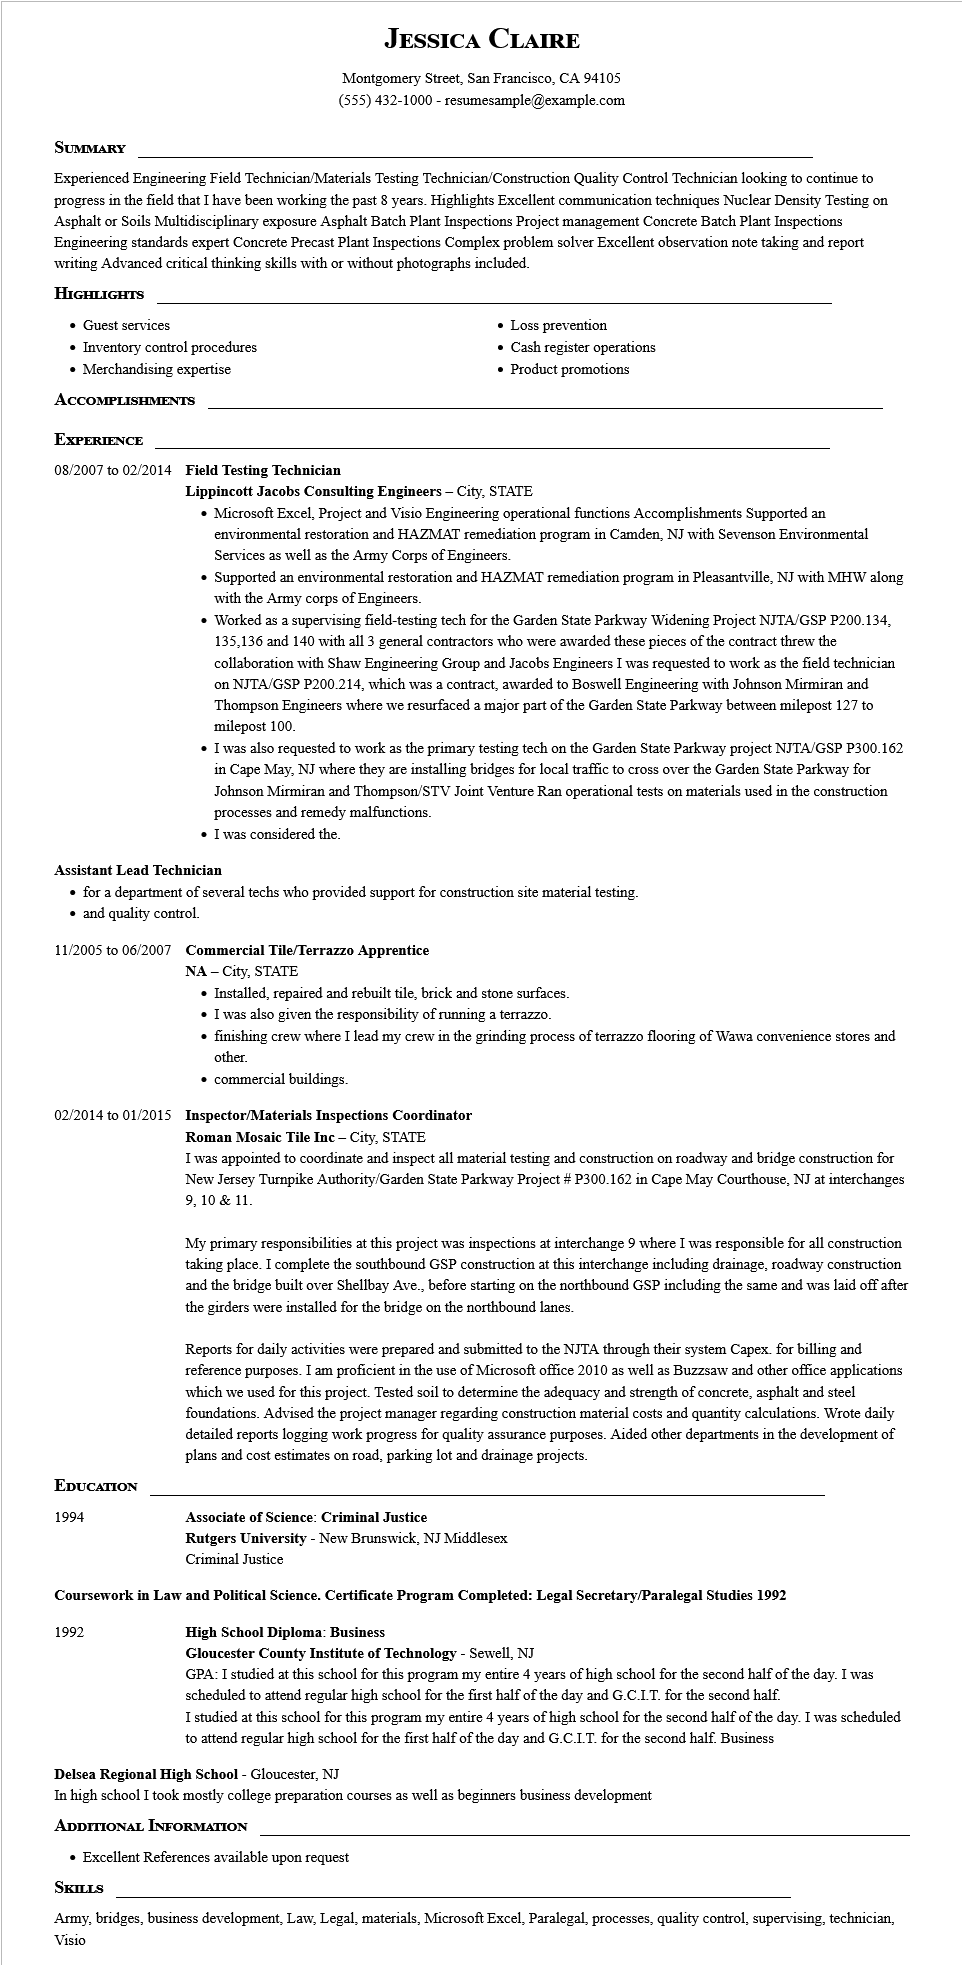 Jessica Claire
Montgomery Street, San Francisco, CA 94105
(555) 432-1000 - resumesample@example.com
Summary
Experienced Engineering Field Technician/Materials Testing Technician/Construction Quality Control Technician looking to continue to
progress in the field that I have been working the past 8 years. Highlights Excellent communication techniques Nuclear Density Testing on
Asphalt or Soils Multidisciplinary exposure Asphalt Batch Plant Inspections Project management Concrete Batch Plant Inspections
Engineering standards expert Concrete Precast Plant Inspections Complex problem solver Excellent observation note taking and report
writing Advanced critical thinking skills with or without photographs included.
Highlights
• Guest services
• Inventory control procedures
• Merchandising expertise
• Loss prevention
• Cash register operations
• Product promotions
Accomplishments
Experience
08/2007 to 02/2014 Field Testing Technician
Lippincott Jacobs Consulting Engineers – City, STATE
• Microsoft Excel, Project and Visio Engineering operational functions Accomplishments Supported an
environmental restoration and HAZMAT remediation program in Camden, NJ with Sevenson Environmental
Services as well as the Army Corps of Engineers.
• Supported an environmental restoration and HAZMAT remediation program in Pleasantville, NJ with MHW along
with the Army corps of Engineers.
• Worked as a supervising field-testing tech for the Garden State Parkway Widening Project NJTA/GSP P200.134,
135,136 and 140 with all 3 general contractors who were awarded these pieces of the contract threw the
collaboration with Shaw Engineering Group and Jacobs Engineers I was requested to work as the field technician
on NJTA/GSP P200.214, which was a contract, awarded to Boswell Engineering with Johnson Mirmiran and
Thompson Engineers where we resurfaced a major part of the Garden State Parkway between milepost 127 to
milepost 100.
• I was also requested to work as the primary testing tech on the Garden State Parkway project NJTA/GSP P300.162
in Cape May, NJ where they are installing bridges for local traffic to cross over the Garden State Parkway for
Johnson Mirmiran and Thompson/STV Joint Venture Ran operational tests on materials used in the construction
processes and remedy malfunctions.
• I was considered the.
Assistant Lead Technician
• for a department of several techs who provided support for construction site material testing.
• and quality control.
11/2005 to 06/2007 Commercial Tile/Terrazzo Apprentice
NA – City, STATE
• Installed, repaired and rebuilt tile, brick and stone surfaces.
• I was also given the responsibility of running a terrazzo.
• finishing crew where I lead my crew in the grinding process of terrazzo flooring of Wawa convenience stores and
other.
• commercial buildings.
02/2014 to 01/2015 Inspector/Materials Inspections Coordinator
Roman Mosaic Tile Inc – City, STATE
I was appointed to coordinate and inspect all material testing and construction on roadway and bridge construction for
New Jersey Turnpike Authority/Garden State Parkway Project # P300.162 in Cape May Courthouse, NJ at interchanges
9, 10 & 11.
My primary responsibilities at this project was inspections at interchange 9 where I was responsible for all construction
taking place. I complete the southbound GSP construction at this interchange including drainage, roadway construction
and the bridge built over Shellbay Ave., before starting on the northbound GSP including the same and was laid off after
the girders were installed for the bridge on the northbound lanes.
Reports for daily activities were prepared and submitted to the NJTA through their system Capex. for billing and
reference purposes. I am proficient in the use of Microsoft office 2010 as well as Buzzsaw and other office applications
which we used for this project. Tested soil to determine the adequacy and strength of concrete, asphalt and steel
foundations. Advised the project manager regarding construction material costs and quantity calculations. Wrote daily
detailed reports logging work progress for quality assurance purposes. Aided other departments in the development of
plans and cost estimates on road, parking lot and drainage projects.
Education
1994 Associate of Science: Criminal Justice
Rutgers University - New Brunswick, NJ Middlesex
Criminal Justice
Coursework in Law and Political Science. Certificate Program Completed: Legal Secretary/Paralegal Studies 1992
1992 High School Diploma: Business
Gloucester County Institute of Technology - Sewell, NJ
GPA: I studied at this school for this program my entire 4 years of high school for the second half of the day. I was
scheduled to attend regular high school for the first half of the day and G.C.I.T. for the second half.
I studied at this school for this program my entire 4 years of high school for the second half of the day. I was scheduled
to attend regular high school for the first half of the day and G.C.I.T. for the second half. Business
Delsea Regional High School - Gloucester, NJ
In high school I took mostly college preparation courses as well as beginners business development
Additional Information
• Excellent References available upon request
Skills
Army, bridges, business development, Law, Legal, materials, Microsoft Excel, Paralegal, processes, quality control, supervising, technician,
Visio